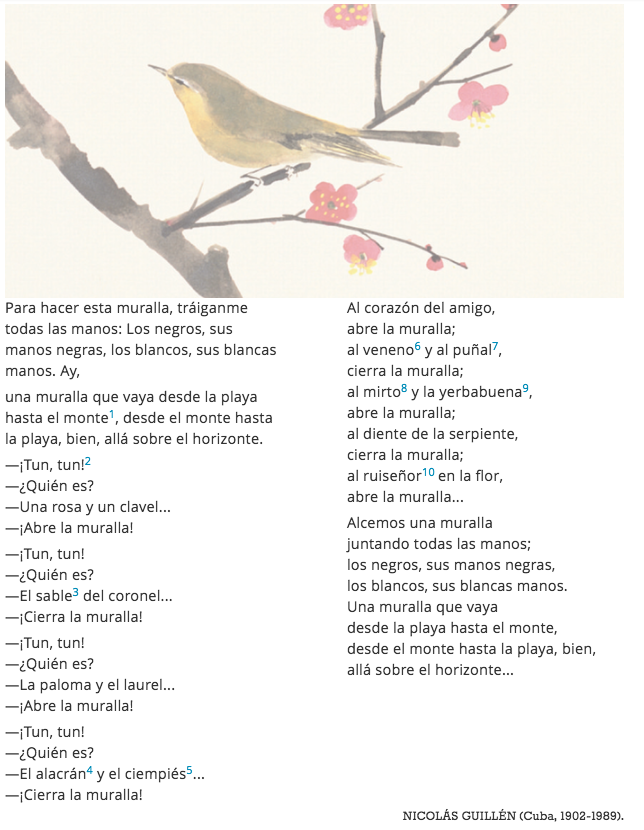 Para hacer esta muralla, tráiganme
todas las manos: Los negros, sus
manos negras, los blancos, sus blancas
manos. Ay,
una muralla que vaya desde la playa
hasta el monte1, desde el monte hasta
la playa, bien, allá sobre el horizonte.
—¡Tun, tun!2
—¿Quién es?
—Una rosa y un clavel...
—¡Abre la muralla!
—¡Tun, tun!
—¿Quién es?
—El sable3 del coronel...
—¡Cierra la muralla!
—¡Tun, tun!
—¿Quién es?
—La paloma y el laurel...
—¡Abre la muralla!
—¡Tun, tun!
—¿Quién es?
—El alacrán4 y el ciempiés5...
—¡Cierra la muralla!
Al corazón del amigo,
abre la muralla;
al veneno6 y al puñal7,
cierra la muralla;
al mirto8 y la yerbabuena9,
abre la muralla;
al diente de la serpiente,
cierra la muralla;
al ruiseñor10 en la flor,
abre la muralla...
Alcemos una muralla
juntando todas las manos;
los negros, sus manos negras,
los blancos, sus blancas manos.
Una muralla que vaya
desde la playa hasta el monte,
desde el monte hasta la playa, bien,
allá sobre el horizonte...
NICOLÁS GUILLÉN (Cuba, 1902-1989).